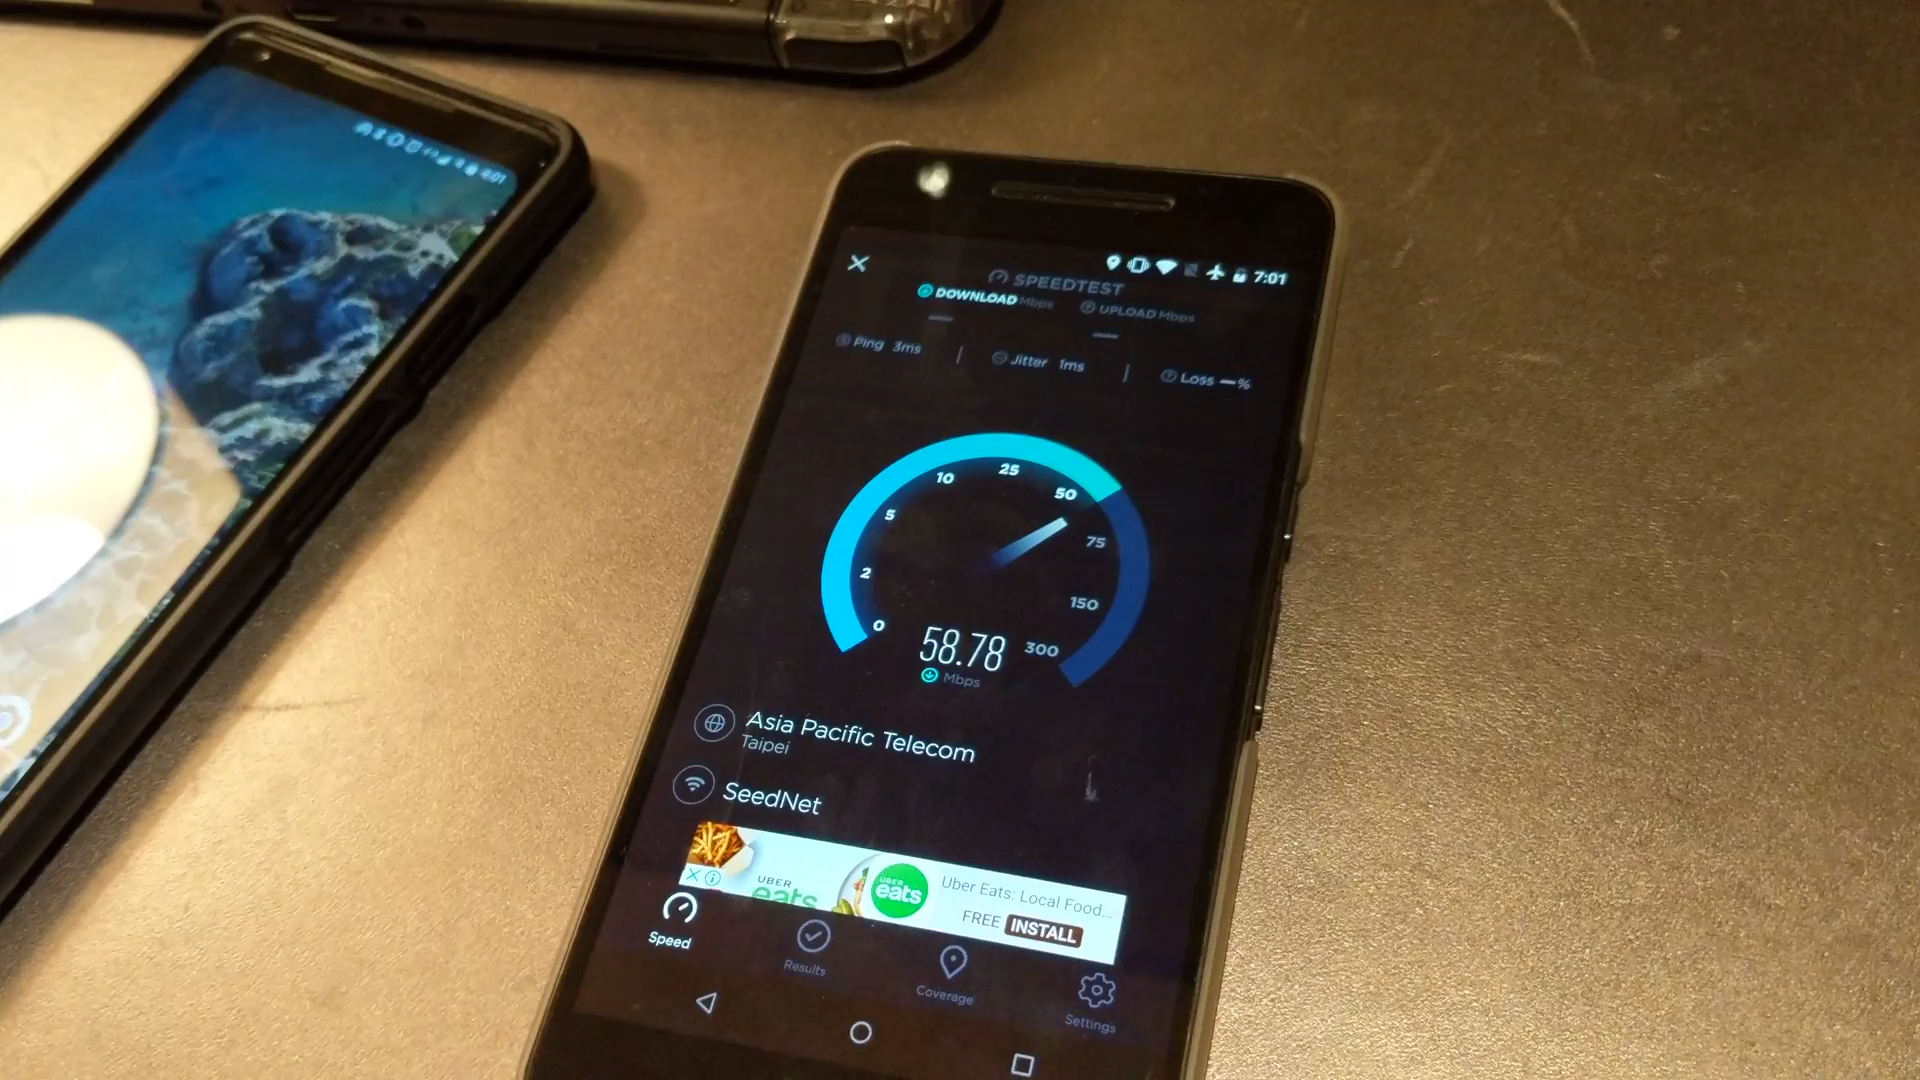 7:01
SPEEDTEST
DOWNLOAD Mbps UPLOAD Mbps
Ping 3ms | Jitter 1ms | Loss —%
0
2
5
10
25
50
75
150
300
58.78
Mbps
Asia Pacific Telecom
Taipei
SeedNet
UBER
eats
UBER
eats
Uber Eats: Local Food...
FREE INSTALL
Speed
Results
Coverage
Settings